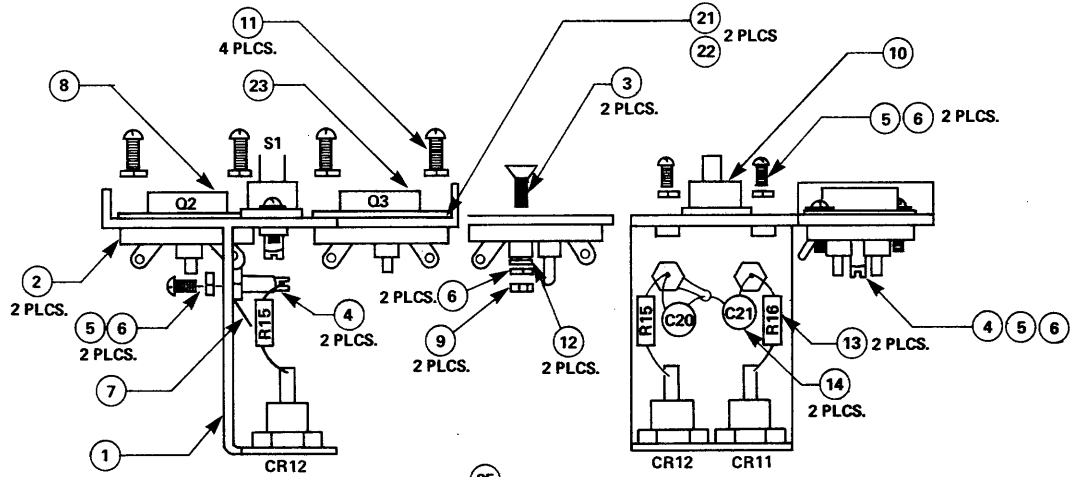 11
4 PLCS.
21
2 PLCS
22
8
23
3
2 PLCS.
10
5 6 2 PLCS.
S1
Q2
Q3
2
2 PLCS.
5 6
2 PLCS.
7
1
R15
4
2 PLCS.
CR12
2 PLCS.
6
9
2 PLCS.
12
2 PLCS.
R15
C20
C21
R16
13 2 PLCS.
14
2 PLCS.
4 5 6
CR12
CR11